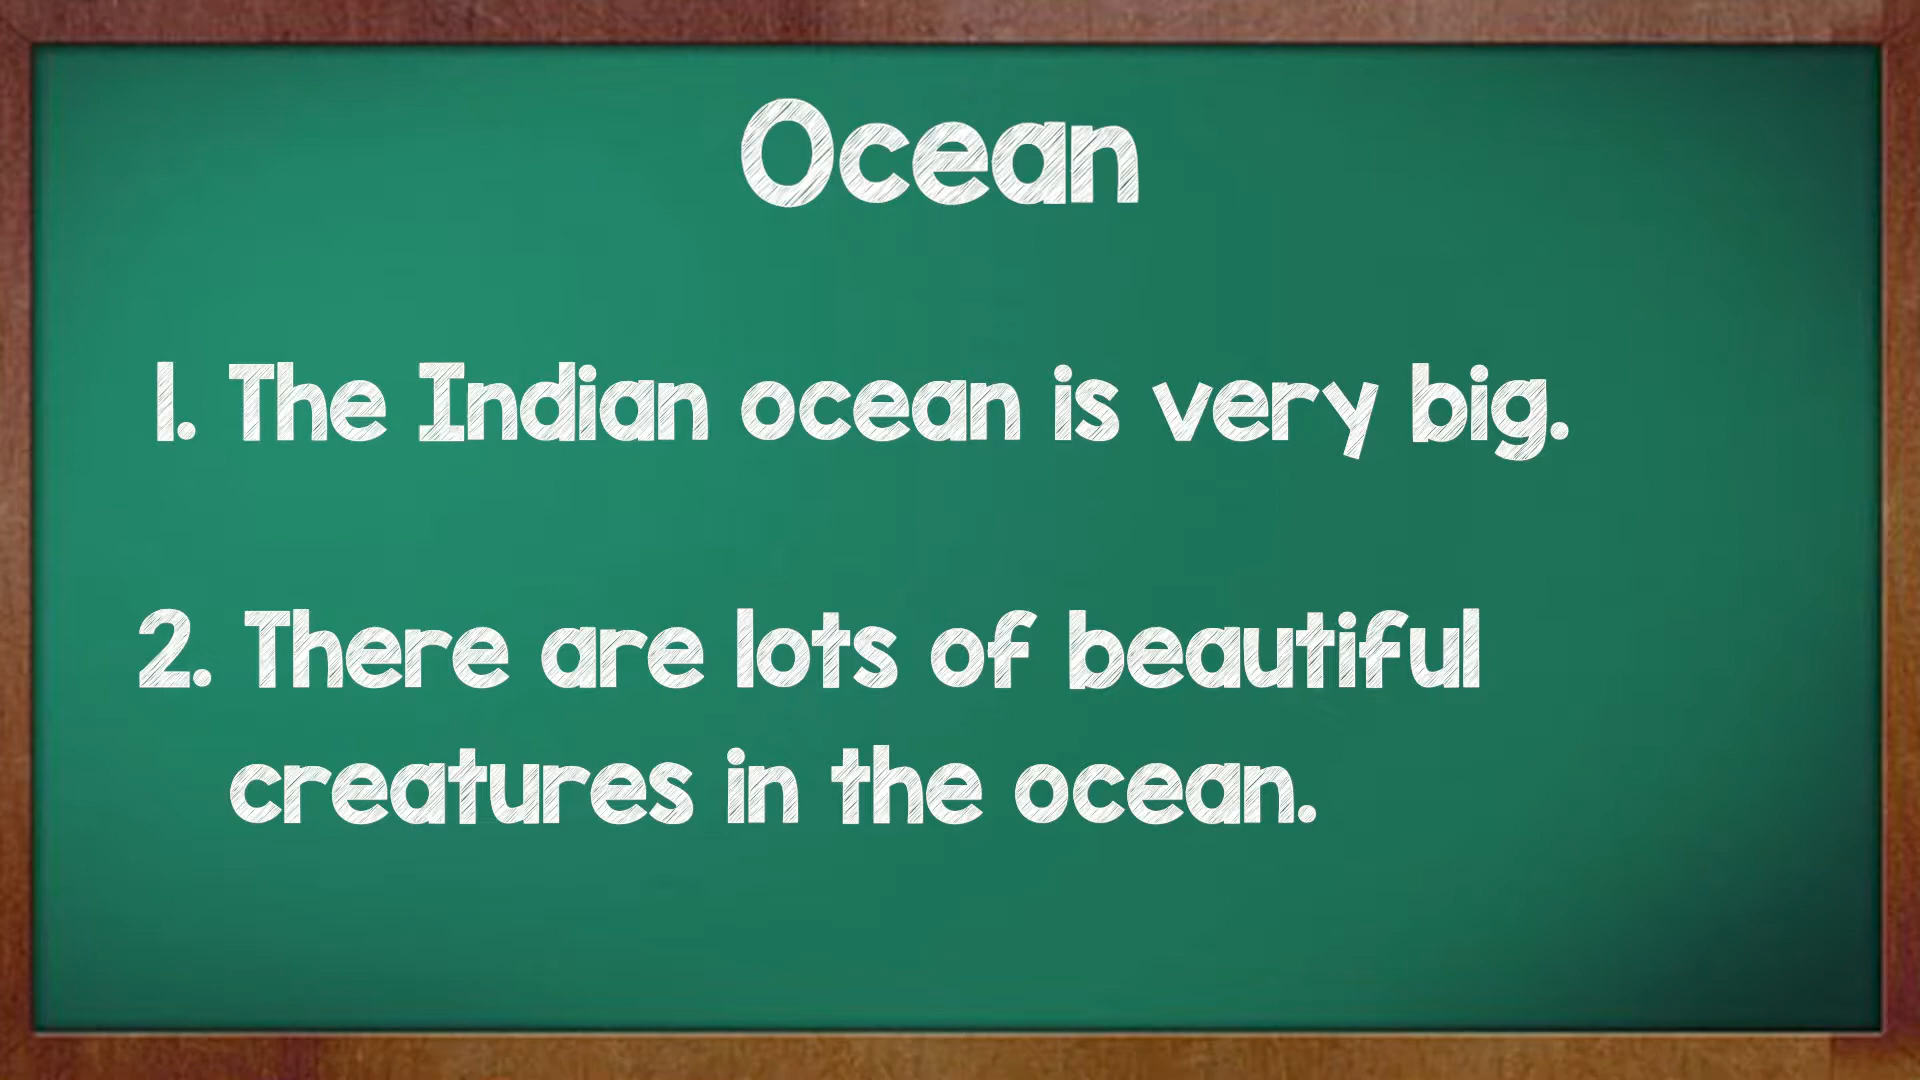 Ocean
1. The Indian ocean is very big.
2. There are lots of beautiful
creatures in the ocean.